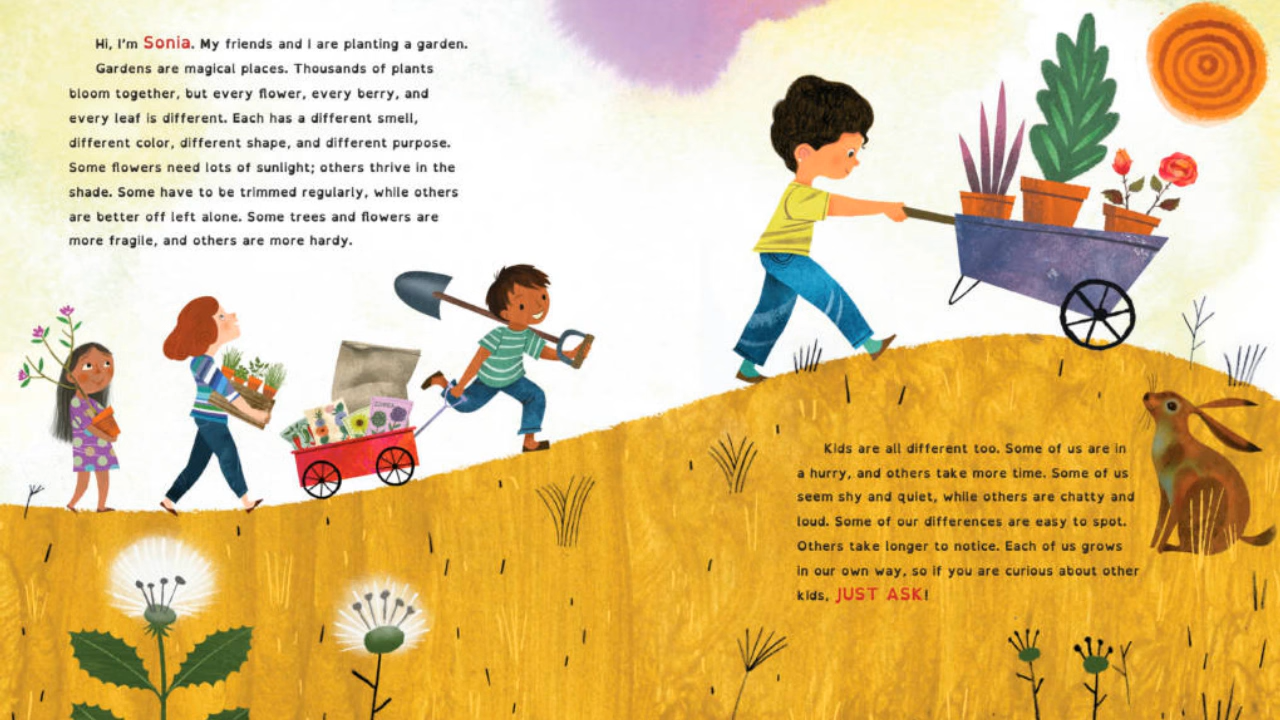 Hi, I'm Sonia. My friends and I are planting a garden.
Gardens are magical places. Thousands of plants
bloom together, but every flower, every berry, and
every leaf is different. Each has a different smell,
different color, different shape, and different purpose.
Some flowers need lots of sunlight; others thrive in the
shade. Some have to be trimmed regularly, while others
are better off left alone. Some trees and flowers are
more fragile, and others are more hardy.
Kids are all different too. Some of us are in
a hurry, and others take more time. Some of us
seem shy and quiet, while others are chatty and
loud. Some of our differences are easy to spot.
Others take longer to notice. Each of us grows
in our own way, so if you are curious about other
kids, JUST ASK!